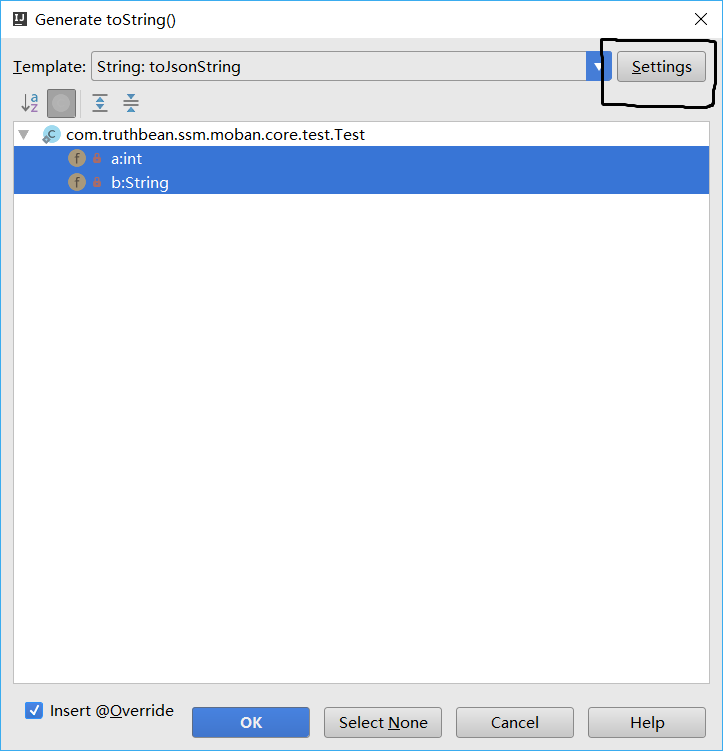 Generate toString()
Template: String: toJsonString Settings
com.truthbean.ssm.moban.core.test.Test
a:int
b:String
Insert @Override
OK Select None Cancel Help